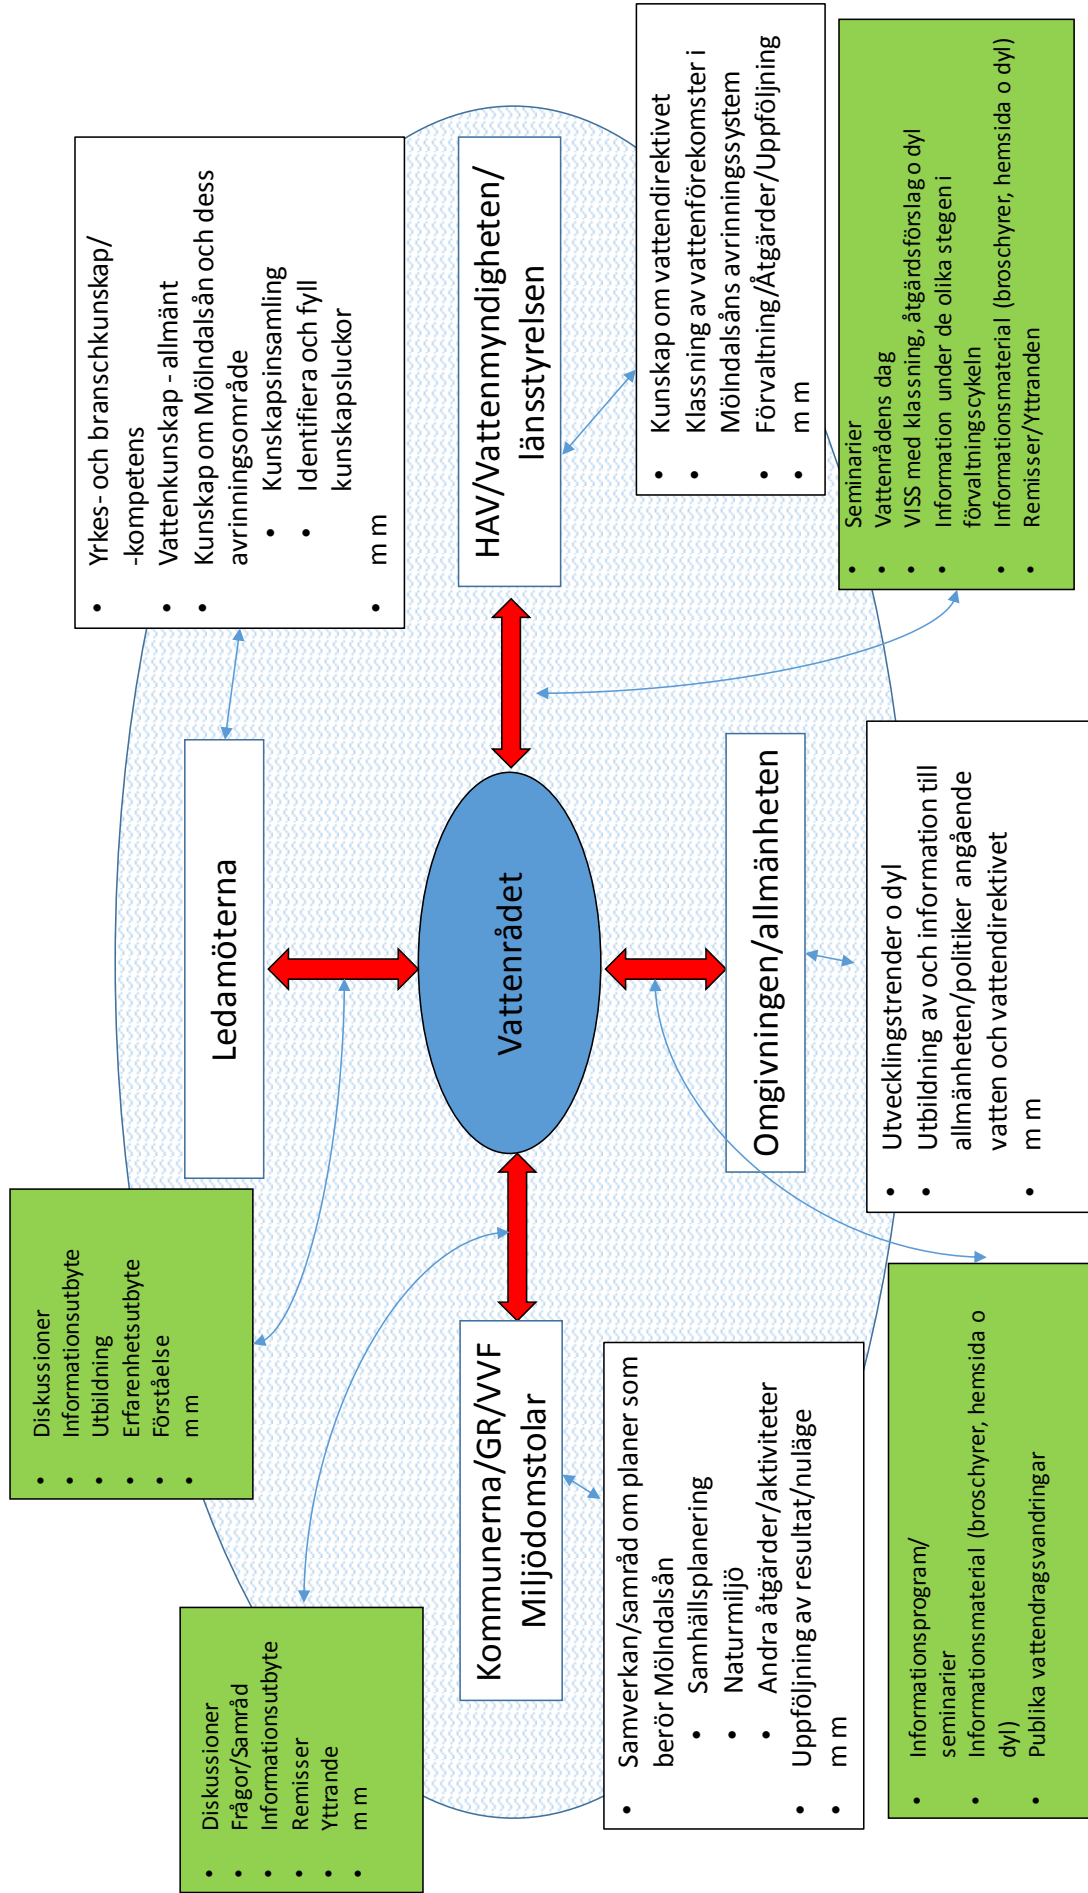 Diskussioner
Frågor/Samråd
Informationsutbyte
Remisser
Yttrande
m m
Diskussioner
Informationsutbyte
Utbildning
Erfarenhetsutbyte
Förståelse
m m
Ledamöterna
• Yrkes- och branschkunskap/
-kompetens
• Vattenkunskap - allmänt
• Kunskap om Mölndalsån och dess
avrinningsområde
• Kunskapsinsamling
• Identifiera och fyll
kunskapsluckor
• m m
Kommunerna/GR/VVF
Miljödomstolar
Vattenrådet
HAV/Vattenmyndigheten/
länsstyrelsen
• Samverkan/samråd om planer som
berör Mölndalsån
• Samhällsplanering
• Naturmiljö
• Andra åtgärder/aktiviteter
• Uppföljning av resultat/nuläge
• m m
Omgivningen/allmänheten
• Kunskap om vattendirektivet
• Klassning av vattenförekomster i
Mölndalsåns avrinningssystem
• Förvaltning/Åtgärder/Uppföljning
• m m
• Informationsprogram/
seminarier
• Informationsmaterial (broschyrer, hemsida o
dyl)
• Publika vattendragsvandringar
• Utvecklingstrender o dyl
• Utbildning av och information till
allmänheten/politiker angående
vatten och vattendirektivet
• m m
• Seminarier
• Vattenrådens dag
• VISS med klassning, åtgärdsförslag o dyl
• Information under de olika stegen i
förvaltningscykeln
• Informationsmaterial (broschyrer, hemsida o dyl)
• Remisser/Yttranden